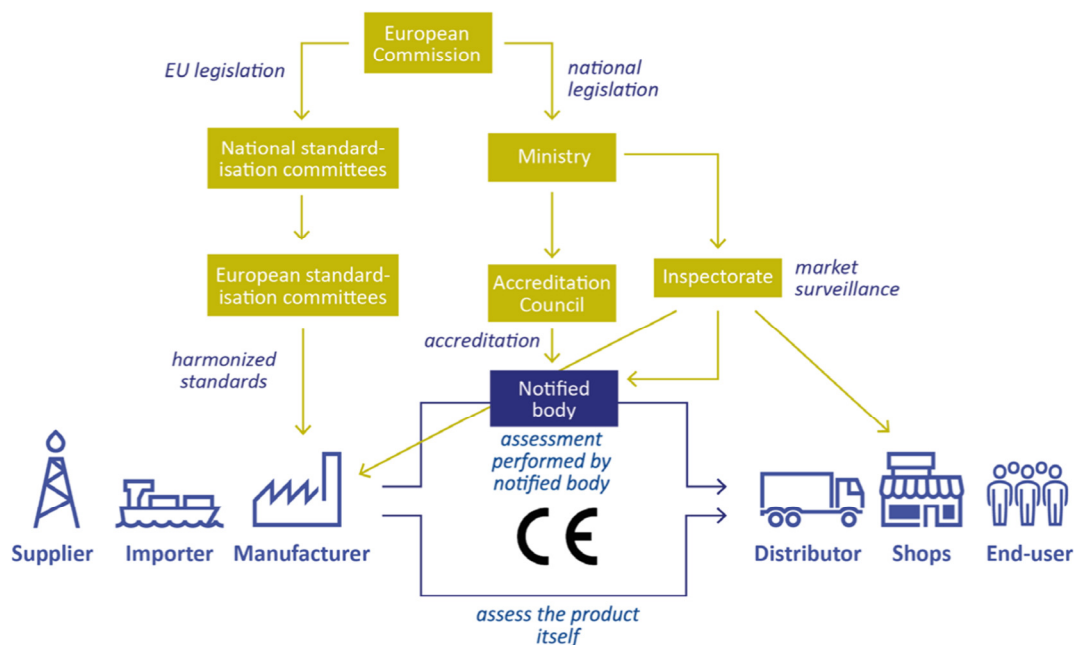 European
Commission
EU legislation
national
legislation
National standard-
isation committees
Ministry
European standard-
isation committees
Accreditation
Council
Inspectorate
market
surveillance
accreditation
harmonized
standards
Notified
body
assessment
performed by
notified body
CE
Supplier
Importer
Manufacturer
Distributor
Shops
End-user
assess the product
itself